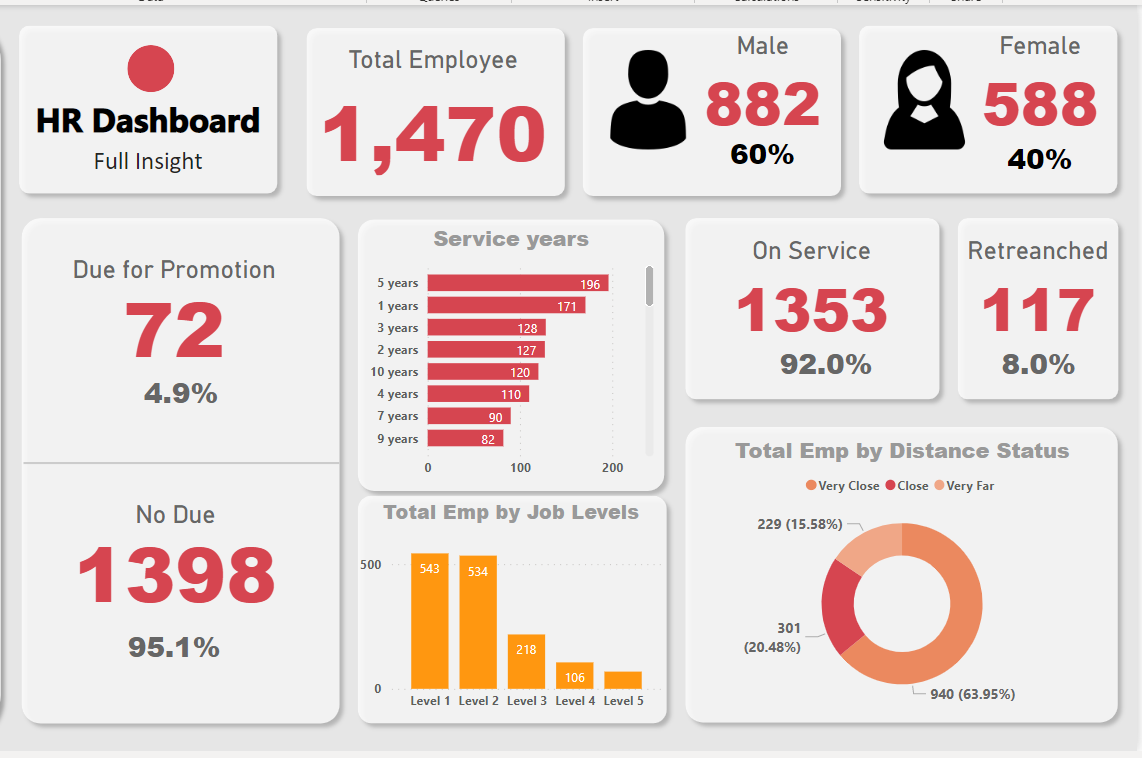 HR Dashboard
Full Insight
Total Employee
1,470
Male
882
60%
Female
588
40%
Due for Promotion
72
4.9%
No Due
1398
95.1%
Service years
5 years 196
1 years 171
3 years 128
2 years 127
10 years 120
4 years 110
7 years 90
9 years 82
0 100 200
Total Emp by Job Levels
500
0
543 534 218 106
Level 1 Level 2 Level 3 Level 4 Level 5
On Service
1353
92.0%
Retreanched
117
8.0%
Total Emp by Distance Status
Very Close Close Very Far
229 (15.58%)
301
(20.48%)
940 (63.95%)